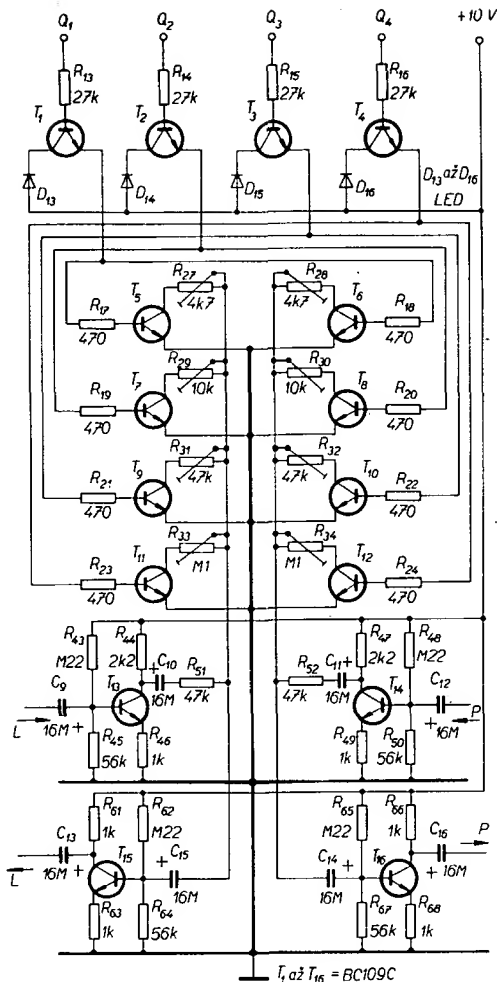 Q1 Q2 Q3 Q4 +10 V
R13 R14 R15 R16
27k 27k 27k 27k
T1 T2 T3 T4
D13 D14 D15 D16
D13 až D16
LED
R27 R28
T5 T6
4k7 4k7
R17 R18
470 470
R29 R30
T7 T8
10k 10k
R19 R20
470 470
R31 R32
T9 T10
47k 47k
R21 R22
470 470
R33 R34
T11 T12
M1 M1
R23 R24
470 470
R43 R44 R47 R48
M22 2k2 C10 R51 C11 2k2 M22
C9 T13 + 16M 47k R52 47k 16M + T14 C12
L 16M + R45 56k R46 1k R49 1k R50 56k + 16M P
R61 R62 R65 R66
1k M22 M22 1k
C13 T15 C15 C14 T16 C16 P
L 16M + + 16M 16M + + 16M
R63 R64 R67 R68
1k 56k 56k 1k
T1 až T16 = BC109C